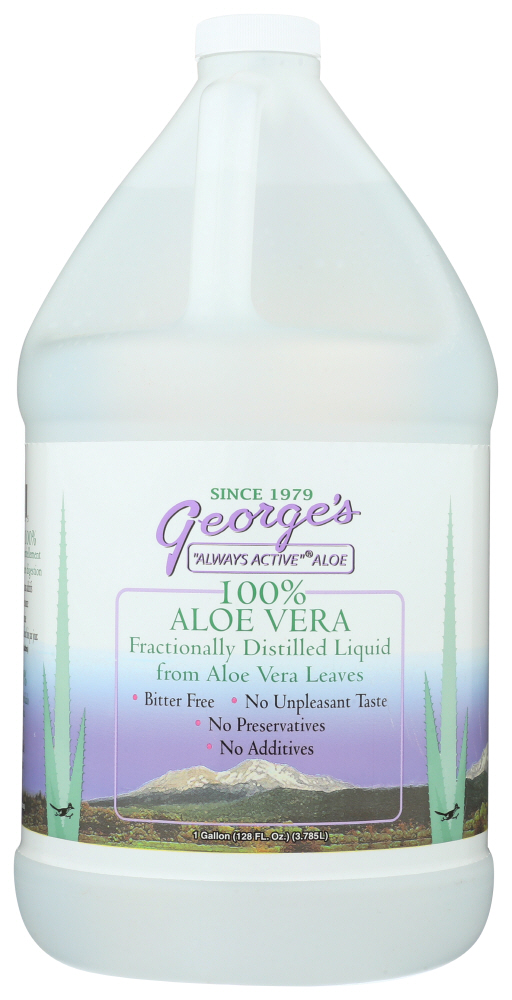 SINCE 1979
George's
"ALWAYS ACTIVE"® ALOE
100%
ALOE VERA
Fractionally Distilled Liquid
from Aloe Vera Leaves
• Bitter Free • No Unpleasant Taste
• No Preservatives
• No Additives
1 Gallon (128 FL. Oz.) (3.785L)